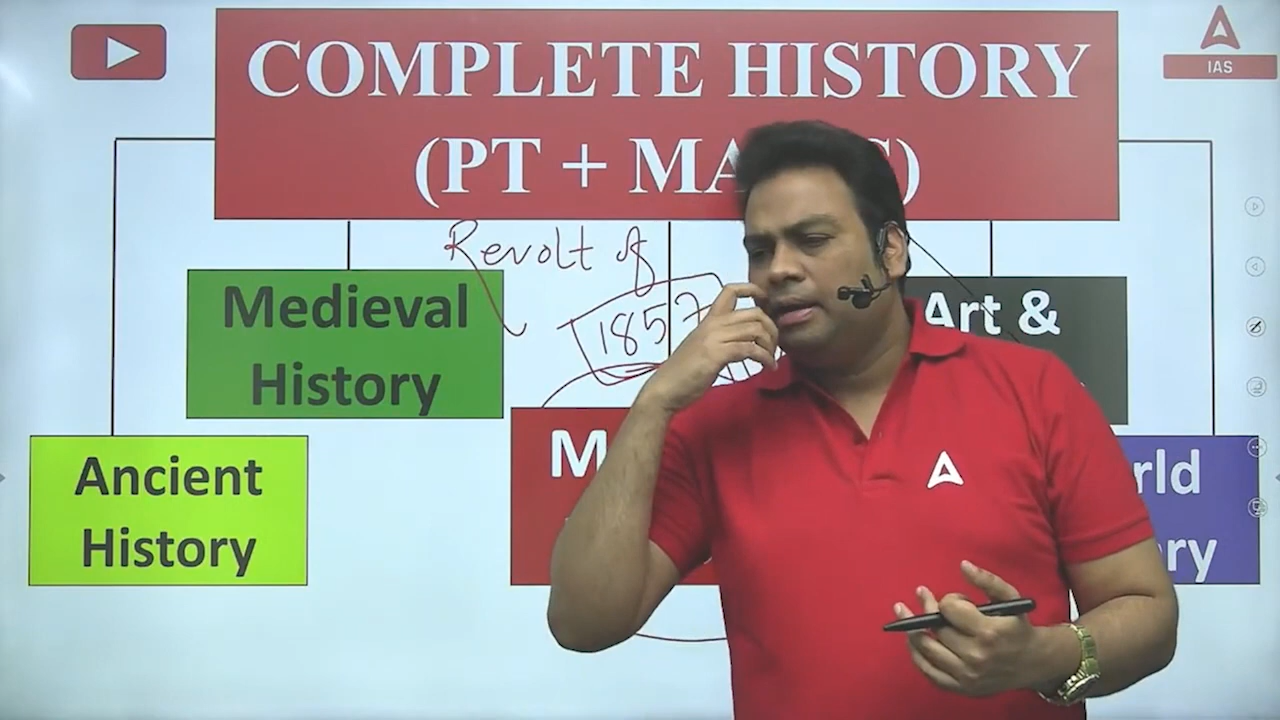 COMPLETE HISTORY
(PT + MA
IAS
Revolt of
1857
Medieval
History
Art &
Ancient
History
M
rld
ry